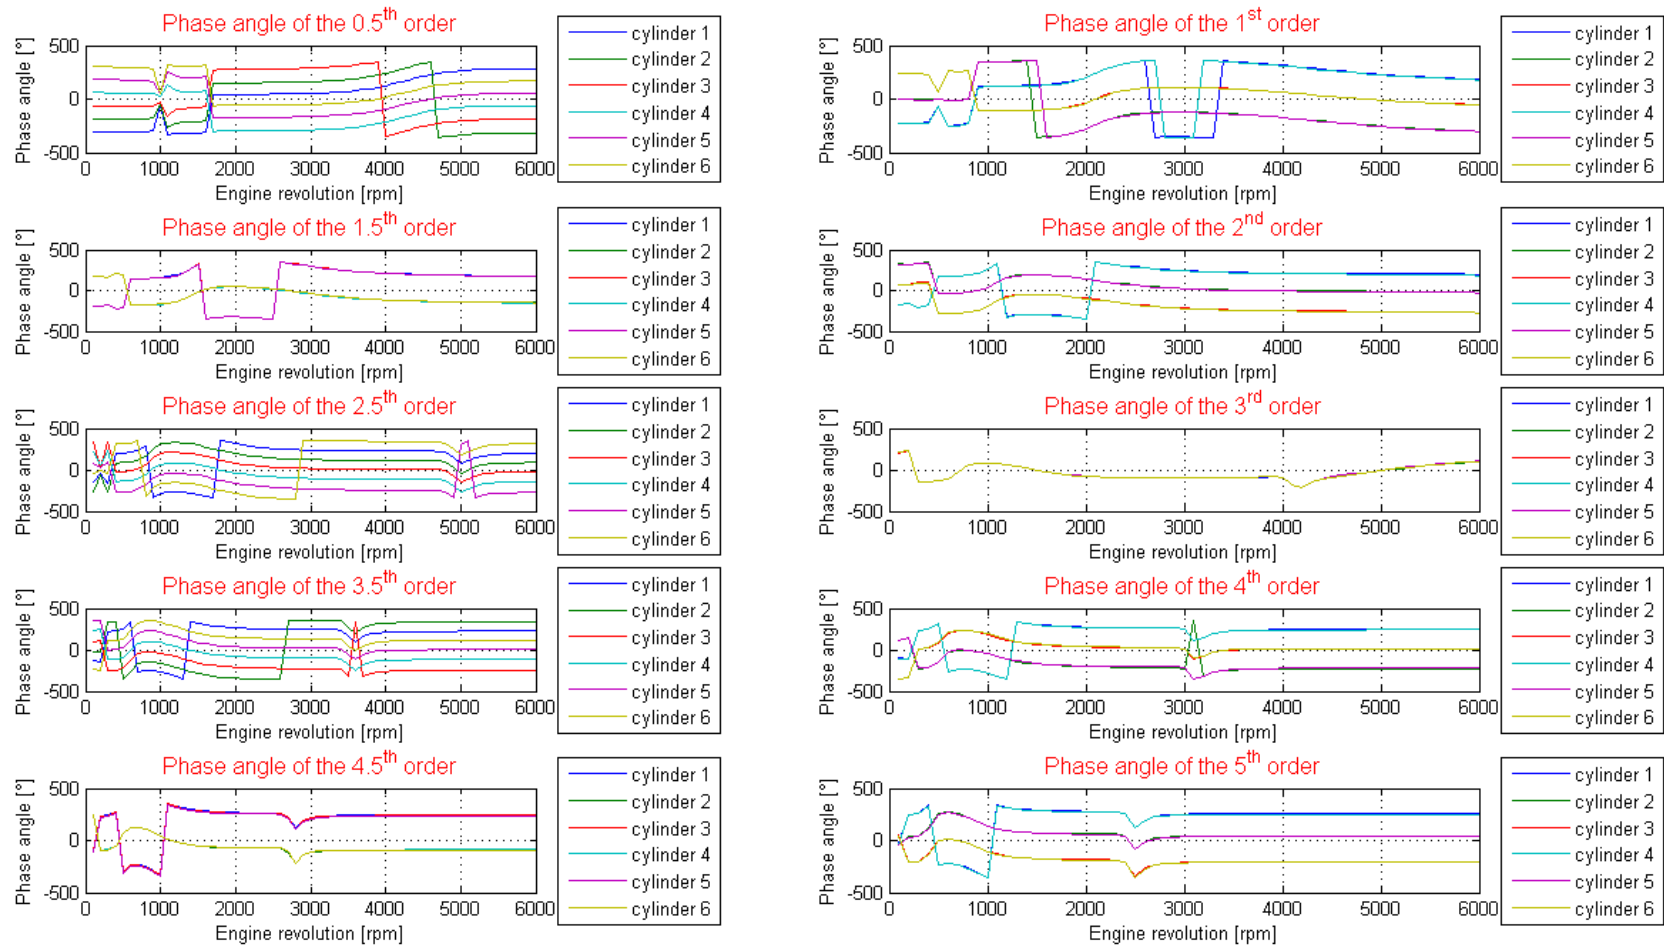 Phase angle of the 0.5th order
Phase angle [°]
500
0
-500
0 1000 2000 3000 4000 5000 6000
Engine revolution [rpm]
cylinder 1
cylinder 2
cylinder 3
cylinder 4
cylinder 5
cylinder 6
Phase angle of the 1st order
Phase angle [°]
500
0
-500
0 1000 2000 3000 4000 5000 6000
Engine revolution [rpm]
cylinder 1
cylinder 2
cylinder 3
cylinder 4
cylinder 5
cylinder 6
Phase angle of the 1.5th order
Phase angle [°]
500
0
-500
0 1000 2000 3000 4000 5000 6000
Engine revolution [rpm]
cylinder 1
cylinder 2
cylinder 3
cylinder 4
cylinder 5
cylinder 6
Phase angle of the 2nd order
Phase angle [°]
500
0
-500
0 1000 2000 3000 4000 5000 6000
Engine revolution [rpm]
cylinder 1
cylinder 2
cylinder 3
cylinder 4
cylinder 5
cylinder 6
Phase angle of the 2.5th order
Phase angle [°]
500
0
-500
0 1000 2000 3000 4000 5000 6000
Engine revolution [rpm]
cylinder 1
cylinder 2
cylinder 3
cylinder 4
cylinder 5
cylinder 6
Phase angle of the 3rd order
Phase angle [°]
500
0
-500
0 1000 2000 3000 4000 5000 6000
Engine revolution [rpm]
cylinder 1
cylinder 2
cylinder 3
cylinder 4
cylinder 5
cylinder 6
Phase angle of the 3.5th order
Phase angle [°]
500
0
-500
0 1000 2000 3000 4000 5000 6000
Engine revolution [rpm]
cylinder 1
cylinder 2
cylinder 3
cylinder 4
cylinder 5
cylinder 6
Phase angle of the 4th order
Phase angle [°]
500
0
-500
0 1000 2000 3000 4000 5000 6000
Engine revolution [rpm]
cylinder 1
cylinder 2
cylinder 3
cylinder 4
cylinder 5
cylinder 6
Phase angle of the 4.5th order
Phase angle [°]
500
0
-500
0 1000 2000 3000 4000 5000 6000
Engine revolution [rpm]
cylinder 1
cylinder 2
cylinder 3
cylinder 4
cylinder 5
cylinder 6
Phase angle of the 5th order
Phase angle [°]
500
0
-500
0 1000 2000 3000 4000 5000 6000
Engine revolution [rpm]
cylinder 1
cylinder 2
cylinder 3
cylinder 4
cylinder 5
cylinder 6